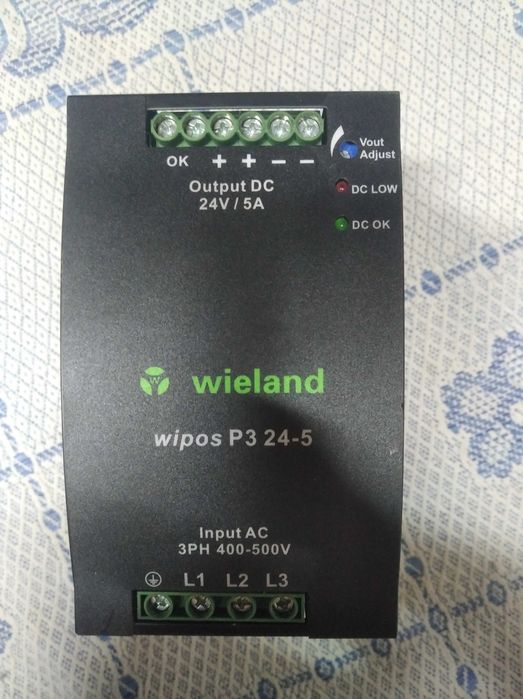 OK + + − −
Output DC
24V / 5A
Vout
Adjust
DC LOW
DC OK
wieland
wipos P3 24-5
Input AC
3PH 400-500V
L1 L2 L3